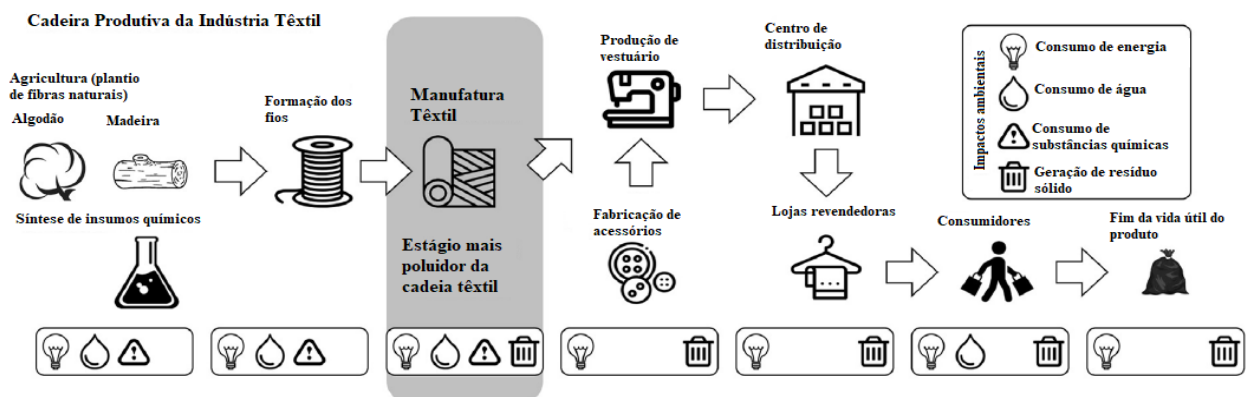 Cadeira Produtiva da Indústria Têxtil
Agricultura (plantio
de fibras naturais)
Algodão
Madeira
Síntese de insumos químicos
Formação dos
fios
Manufatura
Têxtil
Estágio mais
poluidor da
cadeia têxtil
Produção de
vestuário
Fabricação de
acessórios
Centro de
distribuição
Lojas revendedoras
Consumidores
Fim da vida útil do
produto
Impactos ambientais
Consumo de energia
Consumo de água
Consumo de
substâncias químicas
Geração de resíduo
sólido